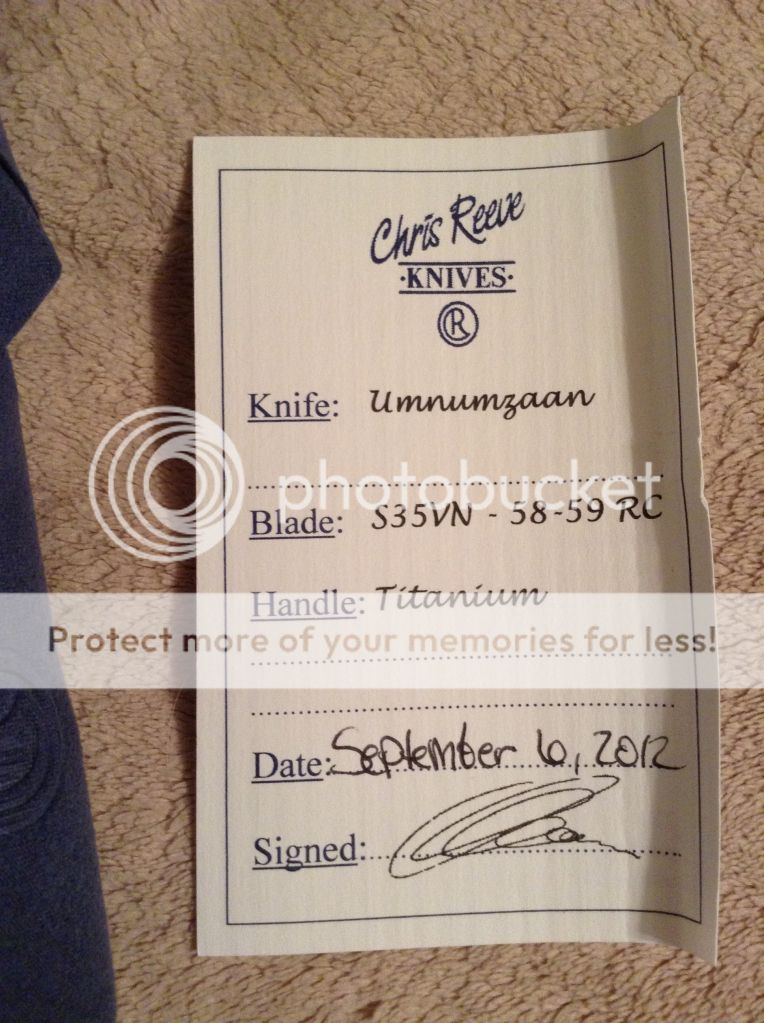 Chris Reeve
·KNIVES·
R
Knife: Umnumzaan
photobucket
Blade: S35VN - 58-59 RC
Handle: Titanium
Protect more of your memories for less!
Date: September 6, 2012
Signed: